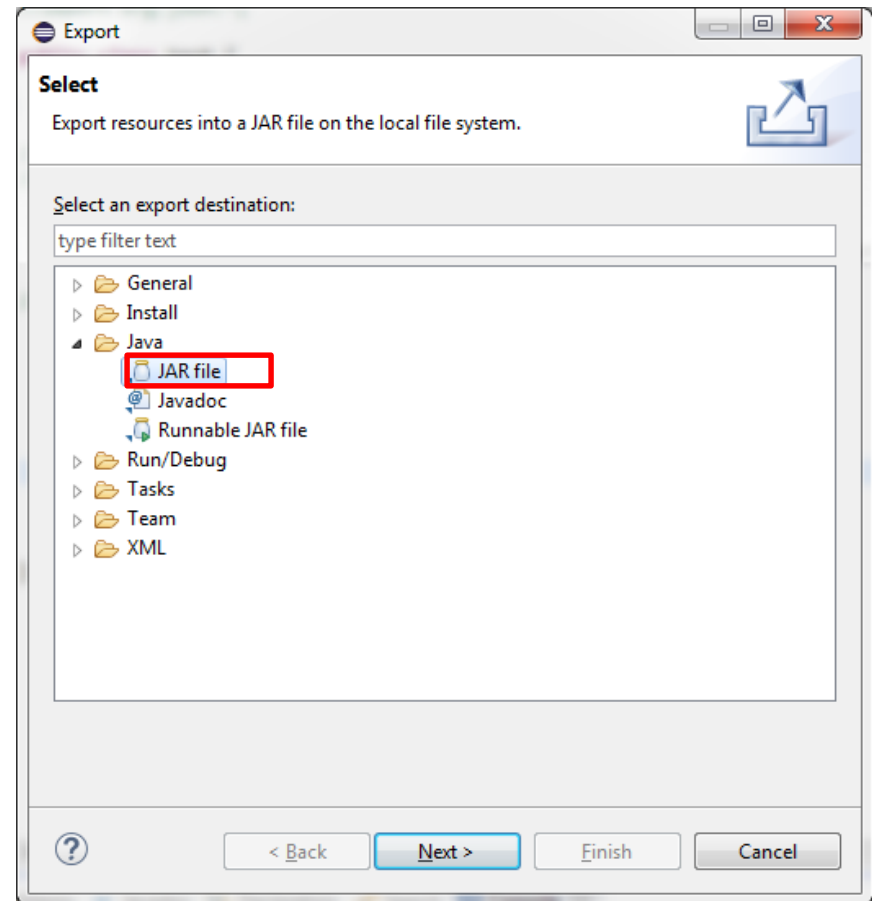 Export
Select
Export resources into a JAR file on the local file system.
Select an export destination:
type filter text
General
Install
Java
JAR file
Javadoc
Runnable JAR file
Run/Debug
Tasks
Team
XML
< Back Next > Finish Cancel